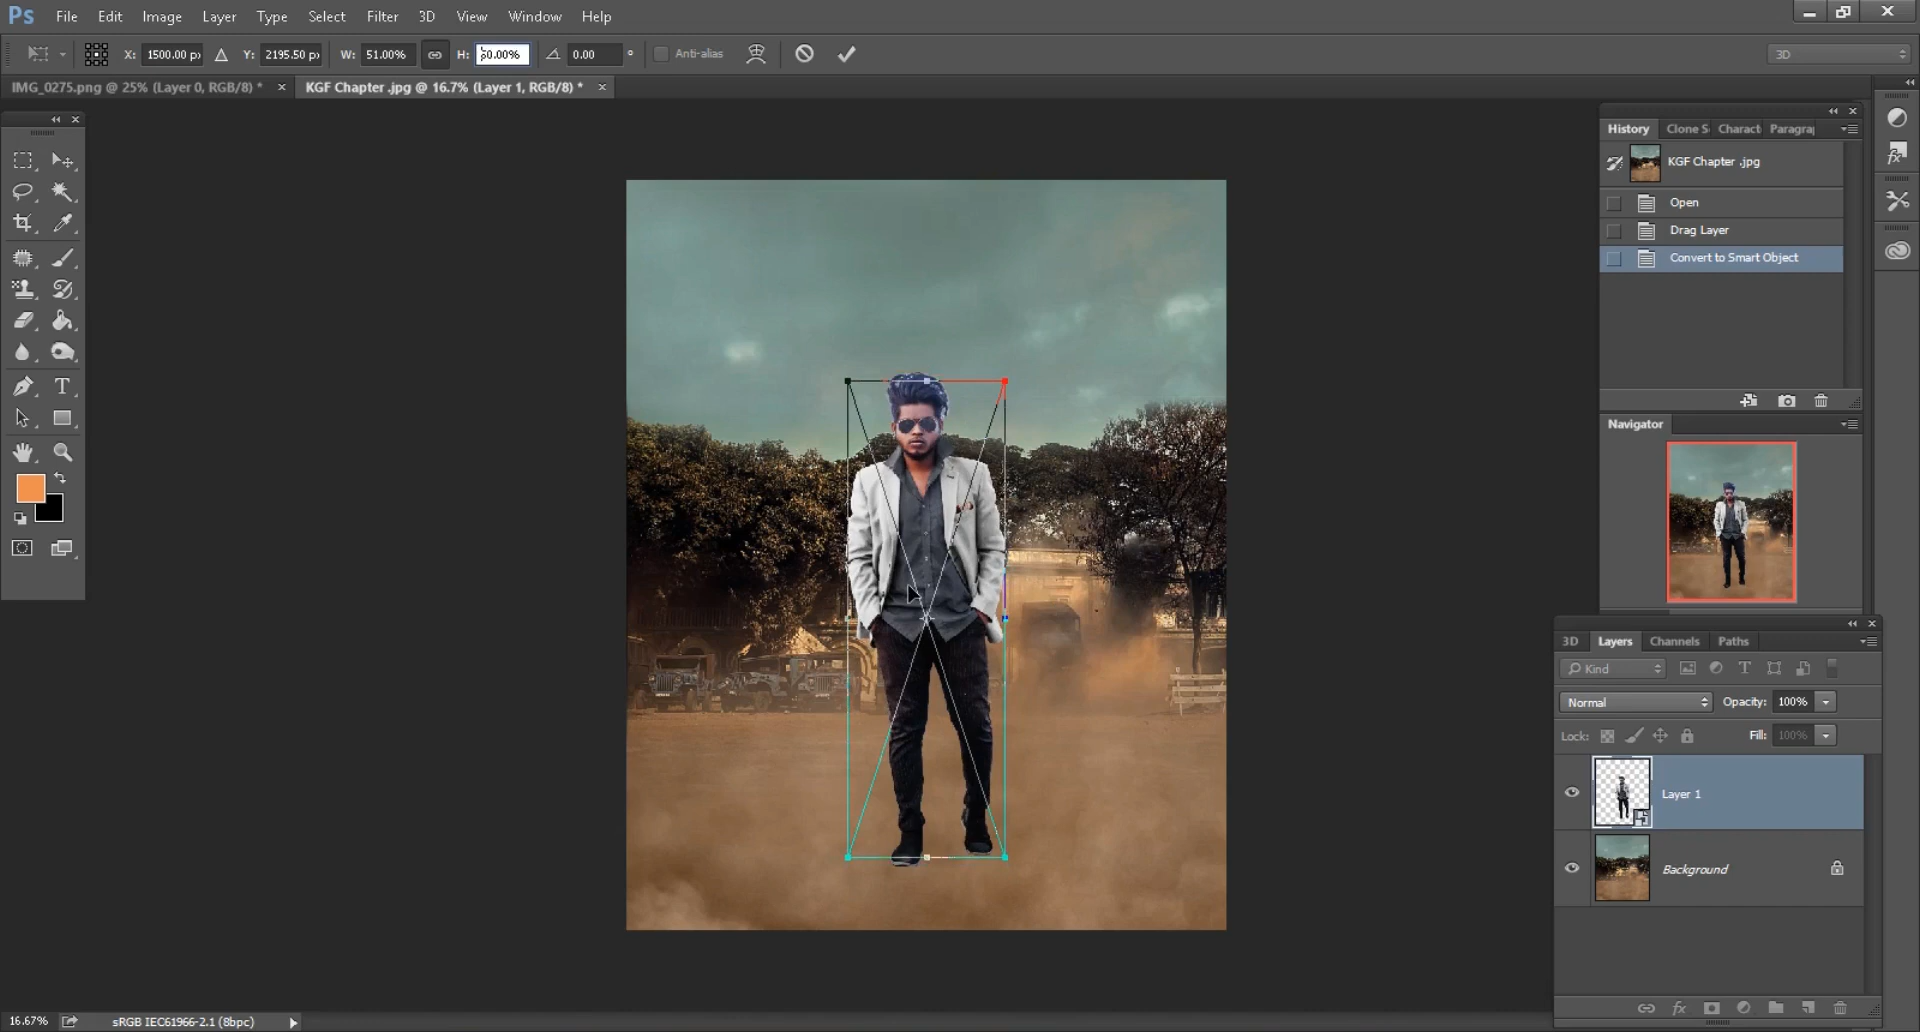 Ps File Edit Image Layer Type Select Filter 3D View Window Help
X: 1500.00 p Y: 2195.50 p W: 51.00% H: 50.00% 0.00 ° Anti-alias 3D
IMG_0275.png @ 25% (Layer 0, RGB/8) * × KGF Chapter .jpg @ 16.7% (Layer 1, RGB/8) * ×
History Clone S Charact Paragra
KGF Chapter .jpg
Open
Drag Layer
Convert to Smart Object
Navigator
3D Layers Channels Paths
Kind
Normal Opacity: 100%
Lock: Fill: 100%
Layer 1
Background
fx
T
16.67% sRGB IEC61966-2.1 (8bpc)